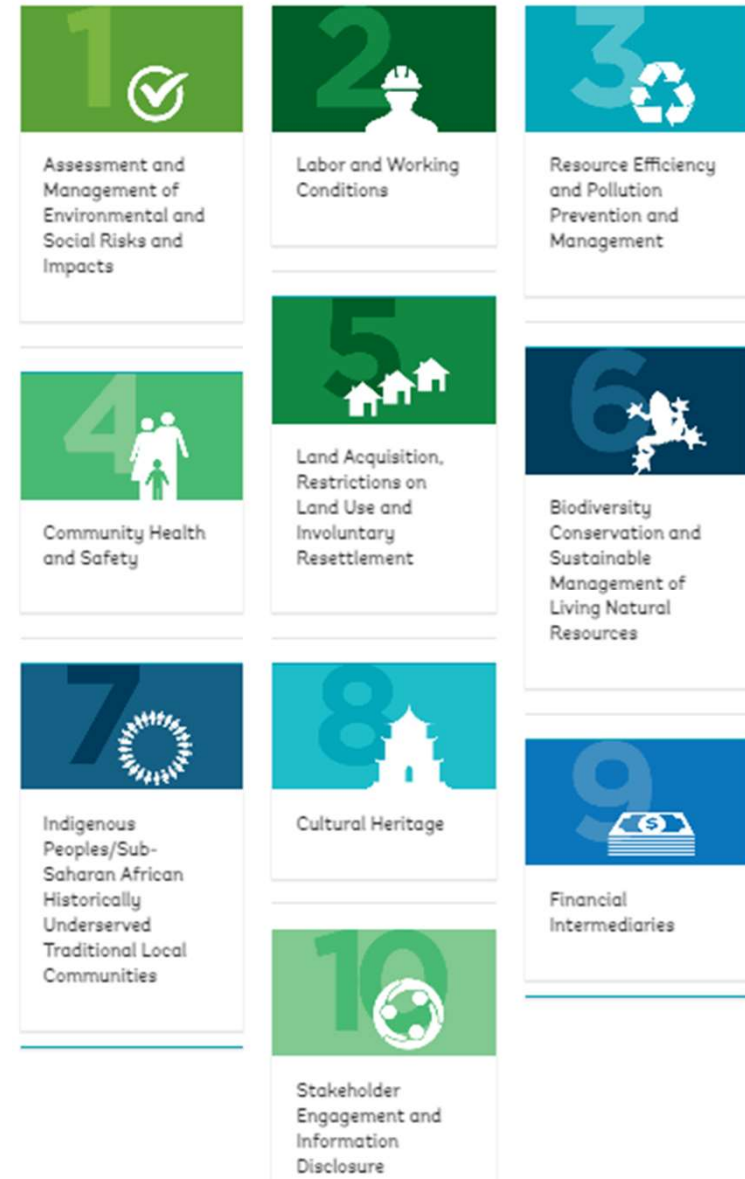 1
Assessment and
Management of
Environmental and
Social Risks and
Impacts
2
Labor and Working
Conditions
3
Resource Efficiency
and Pollution
Prevention and
Management
4
Community Health
and Safety
5
Land Acquisition,
Restrictions on
Land Use and
Involuntary
Resettlement
6
Biodiversity
Conservation and
Sustainable
Management of
Living Natural
Resources
7
Indigenous
Peoples/Sub-
Saharan African
Historically
Underserved
Traditional Local
Communities
8
Cultural Heritage
9
$
Financial
Intermediaries
10
Stakeholder
Engagement and
Information
Disclosure